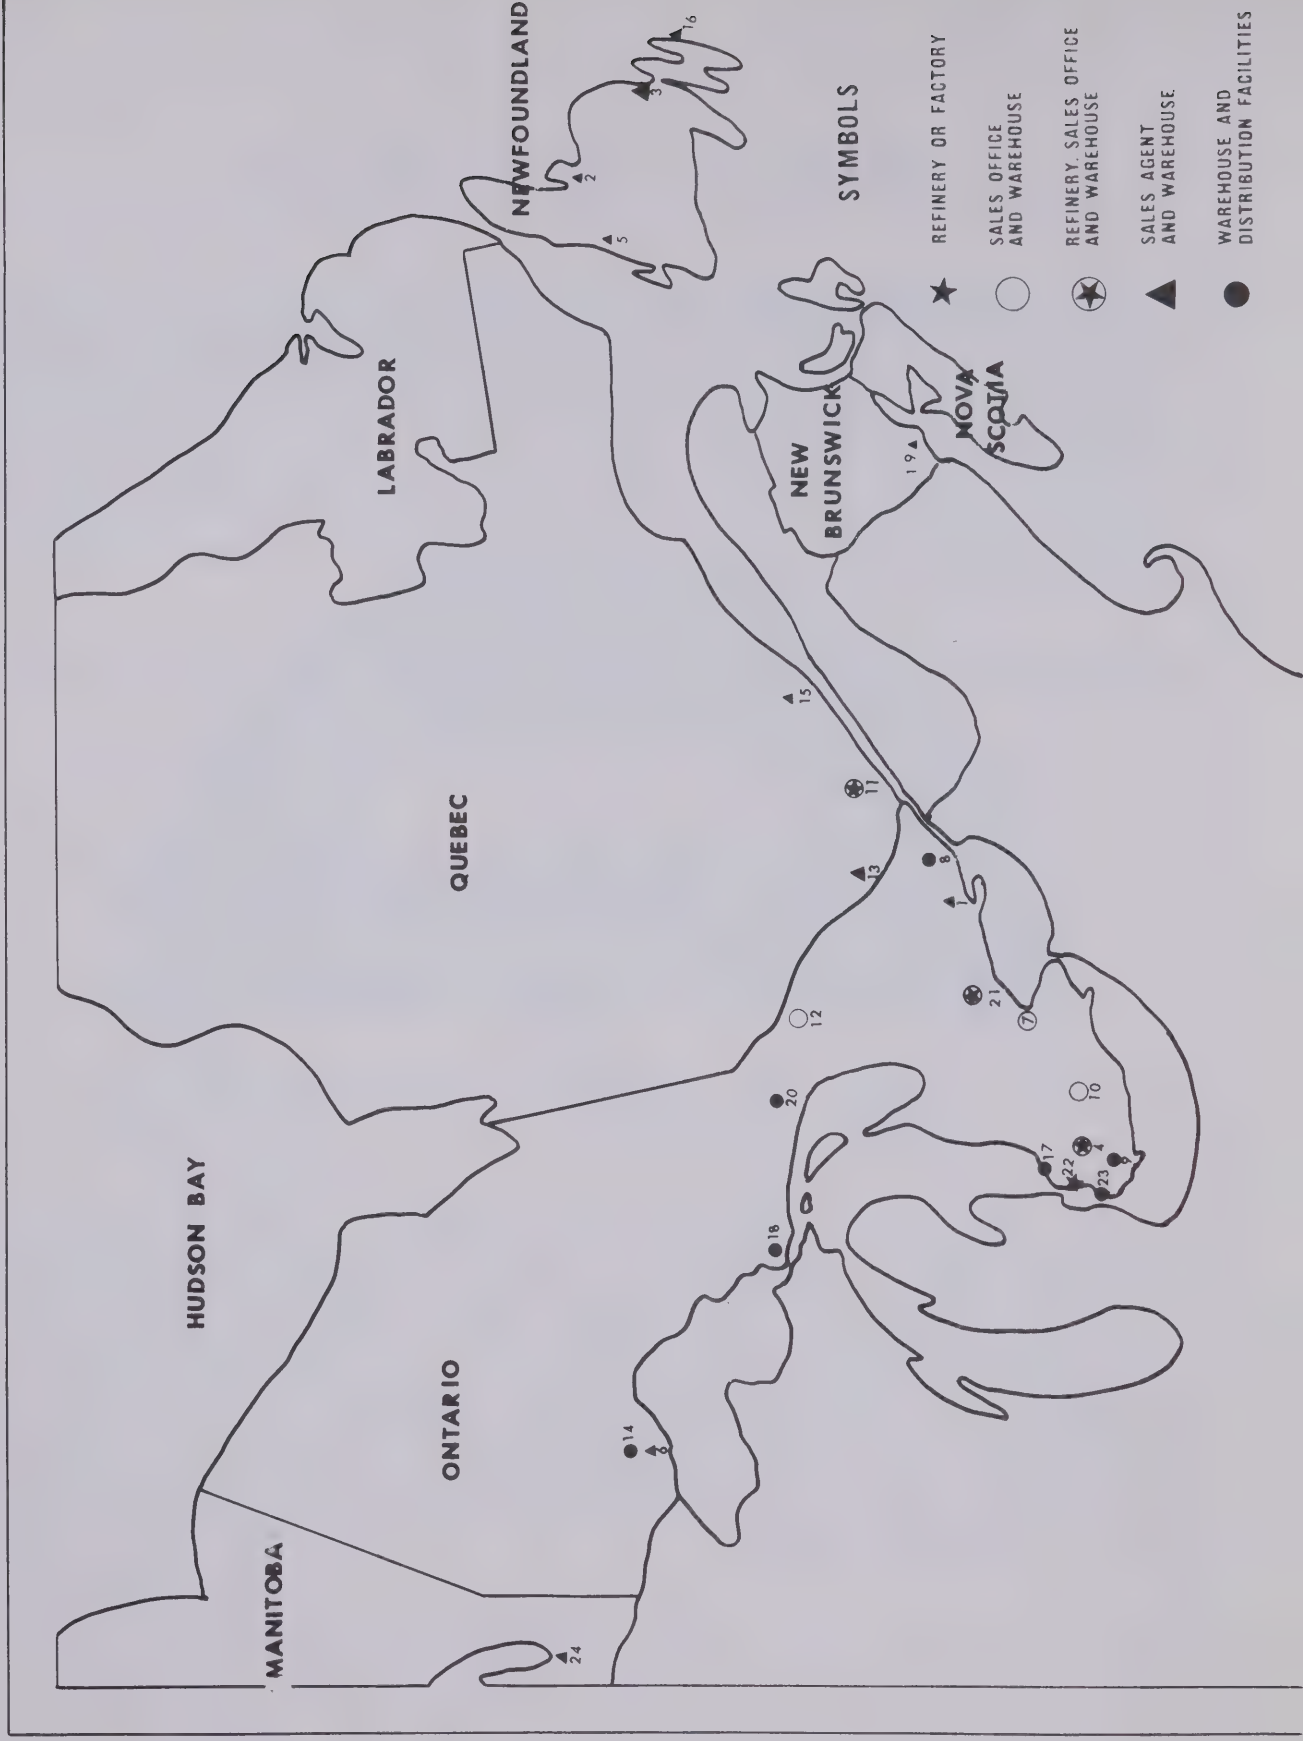 HUDSON BAY
MANITOBA
LABRADOR
ONTARIO
QUEBEC
NEWFOUNDLAND
24
2
5
14
6
3
16
18
20
12
15
NEW
BRUNSWICK
13
11
19
8
1
NOVA
SCOTIA
21
7
17
22
10
4
23
9
SYMBOLS
REFINERY OR FACTORY
SALES OFFICE
AND WAREHOUSE
REFINERY, SALES OFFICE
AND WAREHOUSE
SALES AGENT
AND WAREHOUSE
WAREHOUSE AND
DISTRIBUTION FACILITIES